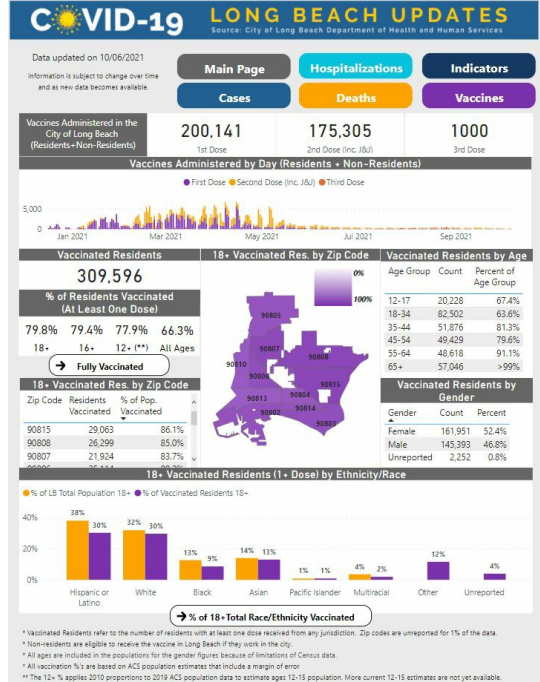 COVID-19
LONG BEACH UPDATES
Source: City of Long Beach Department of Health and Human Services
Data updated on 10/06/2021
Information is subject to change over time
and as new data becomes available.
Main Page
Hospitalizations
Indicators
Cases
Deaths
Vaccines
Vaccines Administered in the
City of Long Beach
(Residents+Non-Residents)
200,141
1st Dose
175,305
2nd Dose (Inc. J&J)
1000
3rd Dose
Vaccines Administered by Day (Residents + Non-Residents)
First Dose Second Dose (Inc. J&J) Third Dose
5,000
0
Jan 2021 Mar 2021 May 2021 Jul 2021 Sep 2021
Vaccinated Residents
309,596
% of Residents Vaccinated
(At Least One Dose)
79.8% 79.4% 77.9% 66.3%
18+ 16+ 12+ (**) All Ages
→ Fully Vaccinated
18+ Vaccinated Res. by Zip Code
Zip Code Residents Vaccinated % of Pop. Vaccinated
90815 29,063 86.1%
90808 26,299 85.0%
90807 21,924 83.7%
18+ Vaccinated Res. by Zip Code
0%
100%
90805
90807
90808
90810
90806
90815
90813
90804
90802
90814
90803
Vaccinated Residents by Age
Age Group Count Percent of Age Group
12-17 20,228 67.4%
18-34 82,502 63.6%
35-44 51,876 81.3%
45-54 49,429 79.6%
55-64 48,618 91.1%
65+ 57,046 >99%
Vaccinated Residents by
Gender
Gender Count Percent
Female 161,951 52.4%
Male 145,393 46.8%
Unreported 2,252 0.8%
18+ Vaccinated Residents (1+ Dose) by Ethnicity/Race
% of LB Total Population 18+ % of Vaccinated Residents 18+
40%
20%
0%
38% 30% 32% 30% 13% 9% 14% 13% 1% 1% 4% 2% 12% 4%
Hispanic or Latino White Black Asian Pacific Islander Multiracial Other Unreported
→ % of 18+Total Race/Ethnicity Vaccinated
* Vaccinated Residents refer to the number of residents with at least one dose received from any jurisdiction. Zip codes are unreported for 1% of the data.
* Non-residents are eligible to receive the vaccine in Long Beach if they work in the city.
* All ages are included in the populations for the gender figures because of limitations of Census data.
* All vaccination %'s are based on ACS population estimates that include a margin of error
** The 12+ % applies 2010 proportions to 2019 ACS population data to estimate ages 12-15 population. More current 12-15 estimates are not yet available.